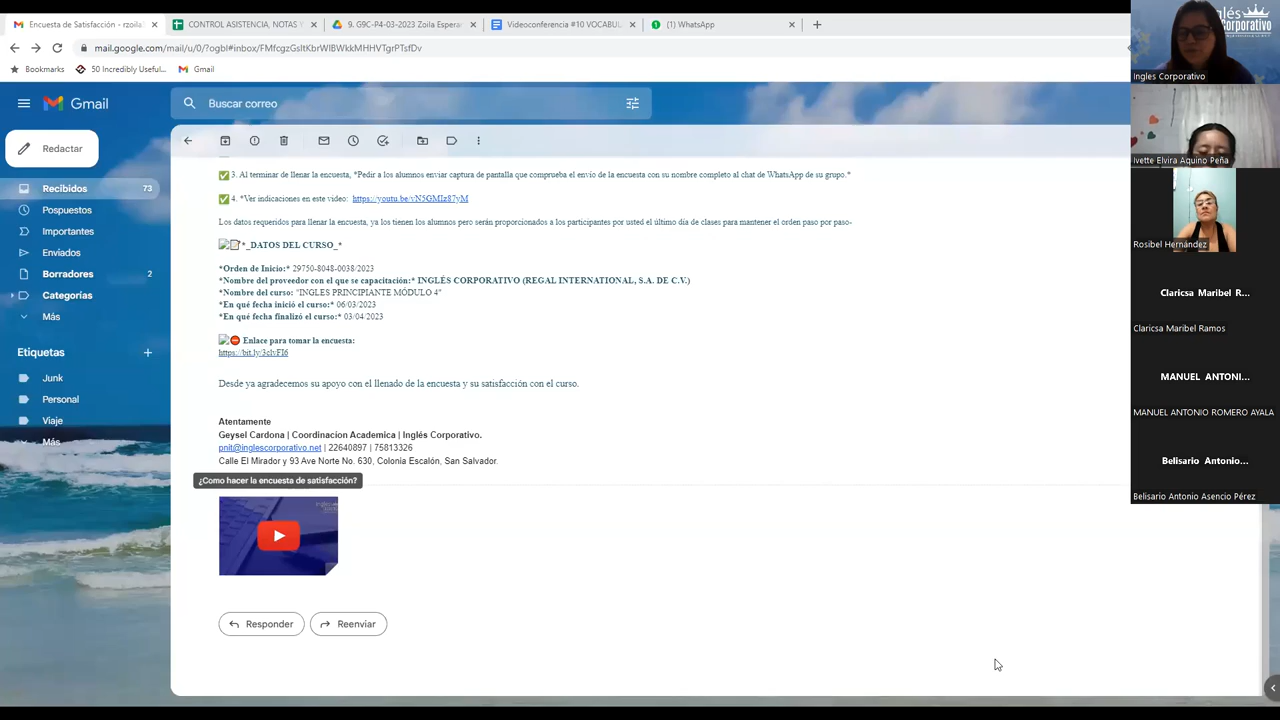 Encuesta de Satisfacción - rzoila
CONTROL ASISTENCIA, NOTAS Y
9. G9C-P4-03-2023 Zoila Esperan
Videoconferencia #10 VOCABUL
(1) WhatsApp
Bookmarks
50 Incredibly Useful...
Gmail
Gmail
Buscar correo
Redactar
Recibidos 73
Pospuestos
Importantes
Enviados
Borradores 2
Categorías
Más
Etiquetas
Junk
Personal
Viaje
Más
✅ 3. Al terminar de llenar la encuesta, *Pedir a los alumnos enviar captura de pantalla que comprueba el envío de la encuesta con su nombre completo al chat de WhatsApp de su grupo.*
✅ 4. *Ver indicaciones en este video: https://youtu.be/vN5GMIz87yM
Los datos requeridos para llenar la encuesta, ya los tienen los alumnos pero serán proporcionados a los participantes por usted el último día de clases para mantener el orden paso por paso-
*_DATOS DEL CURSO_*
*Orden de Inicio:* 29750-8048-0038/2023
*Nombre del proveedor con el que se capacitación:* INGLÉS CORPORATIVO (REGAL INTERNATIONAL, S.A. DE C.V.)
*Nombre del curso: "INGLES PRINCIPIANTE MÓDULO 4"
*En qué fecha inició el curso:* 06/03/2023
*En qué fecha finalizó el curso:* 03/04/2023
Enlace para tomar la encuesta:
https://bit.ly/3clvFI6
Desde ya agradecemos su apoyo con el llenado de la encuesta y su satisfacción con el curso.
Atentamente
Geysel Cardona | Coordinacion Academica | Inglés Corporativo.
pnit@inglescorporativo.net | 22640897 | 75813326
Calle El Mirador y 93 Ave Norte No. 630, Colonia Escalón, San Salvador.
¿Como hacer la encuesta de satisfacción?
Responder
Reenviar
Ingles Corporativo
Ivette Elvira Aquino Peña
Rosibel Hernández
Claricsa Maribel R...
Claricsa Maribel Ramos
MANUEL ANTONI...
MANUEL ANTONIO ROMERO AYALA
Belisario Antonio...
Belisario Antonio Asencio Pérez